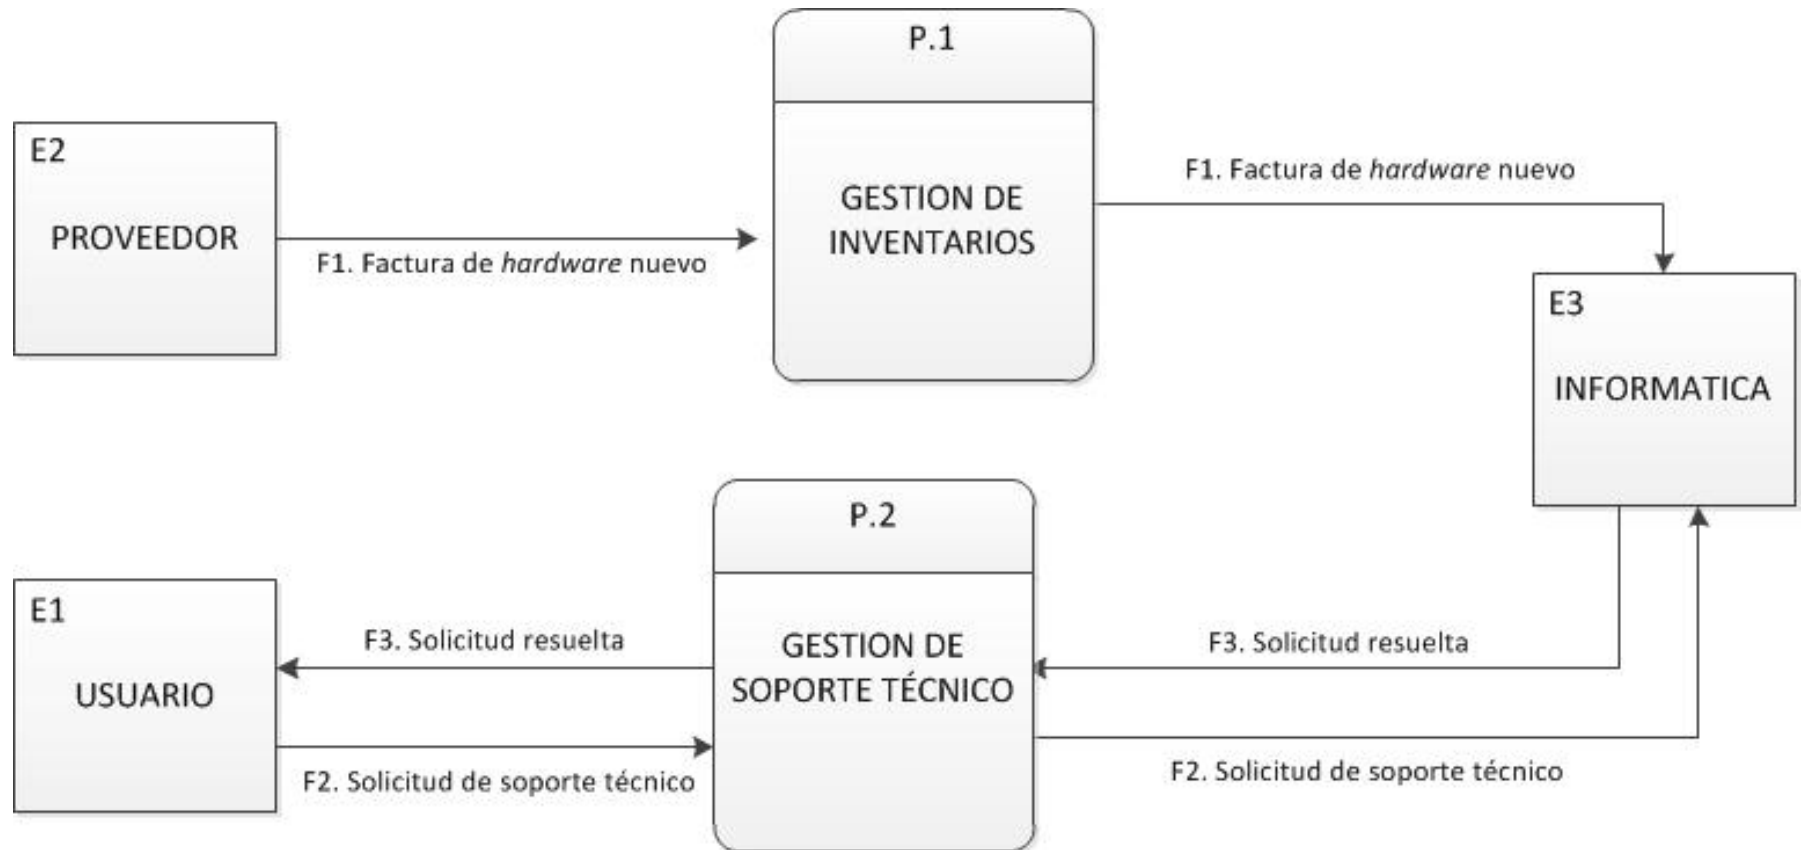 P.1
GESTION DE
INVENTARIOS
E2
PROVEEDOR
F1. Factura de hardware nuevo
F1. Factura de hardware nuevo
E3
INFORMATICA
P.2
GESTION DE
SOPORTE TÉCNICO
E1
USUARIO
F3. Solicitud resuelta
F2. Solicitud de soporte técnico
F3. Solicitud resuelta
F2. Solicitud de soporte técnico